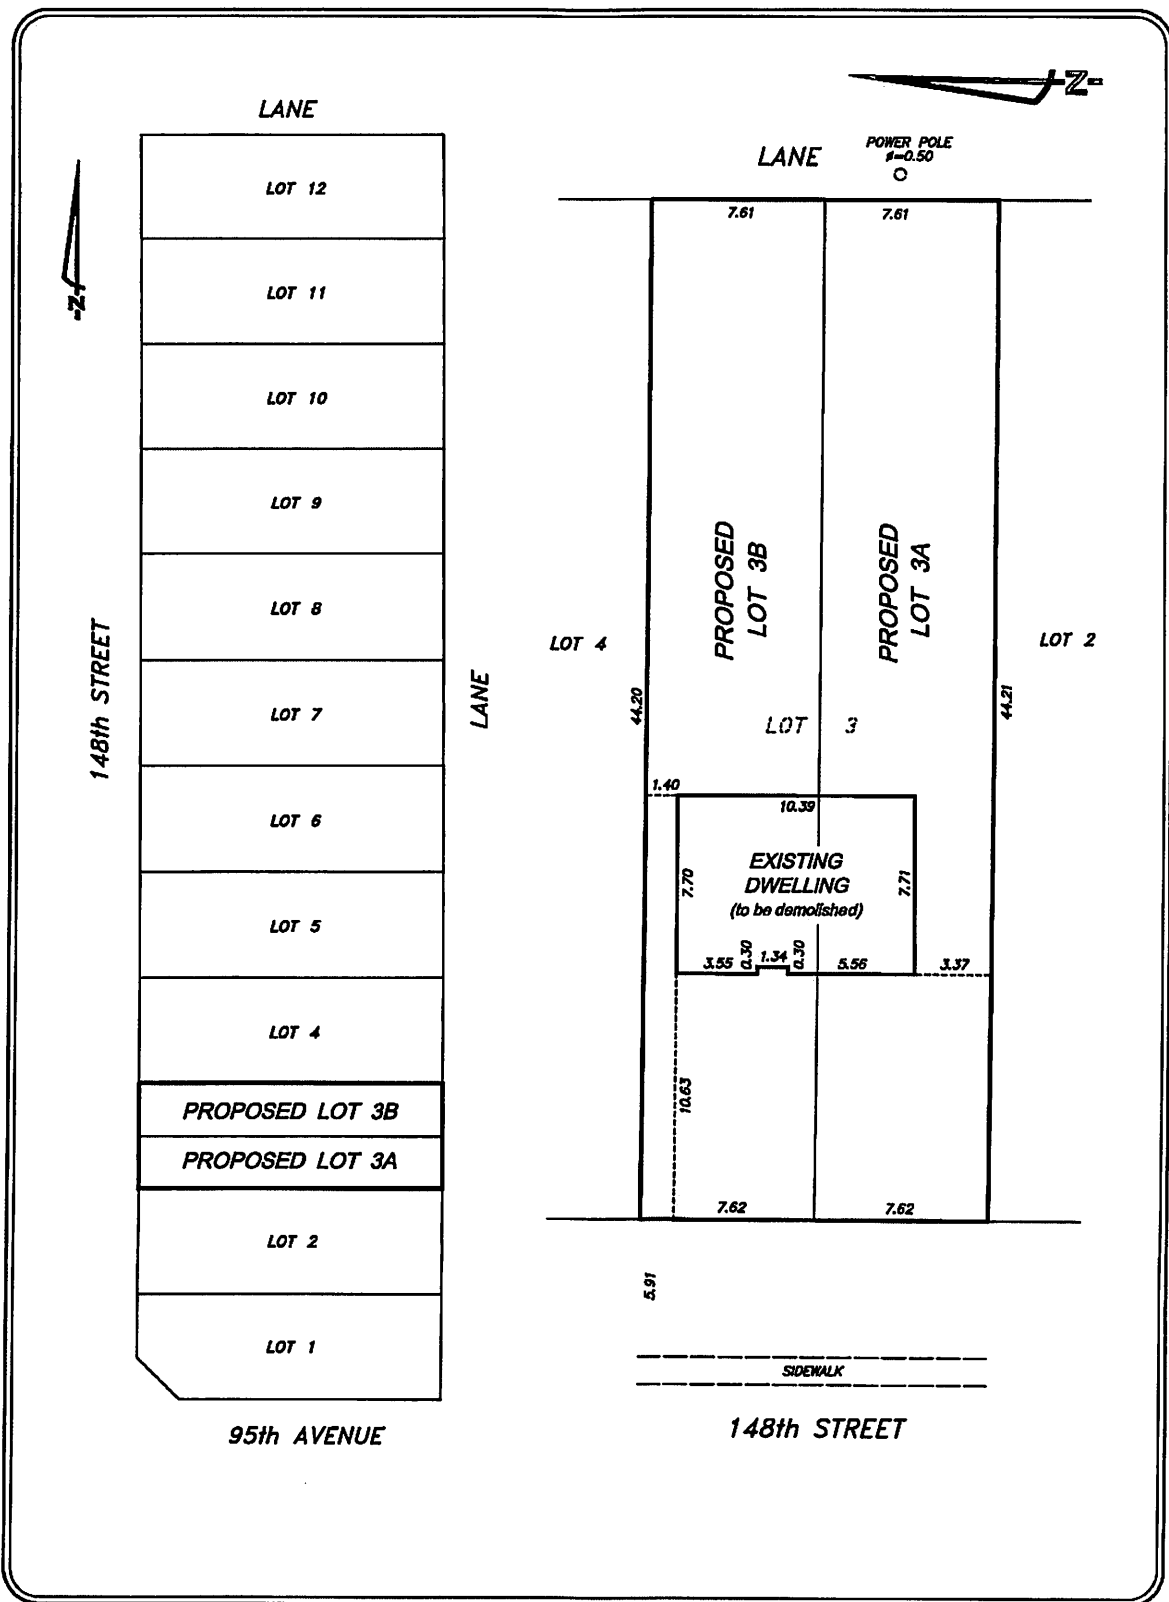 LANE
LOT 12
LOT 11
LOT 10
LOT 9
LOT 8
LOT 7
LOT 6
LOT 5
LOT 4
PROPOSED LOT 3B
PROPOSED LOT 3A
LOT 2
LOT 1
95th AVENUE
148th STREET
LANE
-Z-
-Z-
LANE
POWER POLE
ø=0.50
7.61
7.61
PROPOSED
LOT 3B
PROPOSED
LOT 3A
LOT 4
LOT 2
44.20
44.21
LOT 3
1.40
10.39
EXISTING
DWELLING
(to be demolished)
7.70
7.71
3.55
0.30
1.34
0.30
5.56
3.37
10.63
7.62
7.62
5.91
SIDEWALK
148th STREET